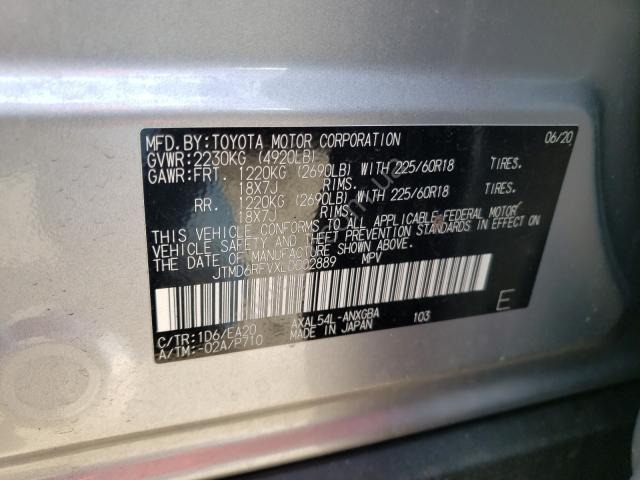 MFD.BY:TOYOTA MOTOR CORPORATION 06/20
GVWR:2230KG (4920LB)
GAWR:FRT. 1220KG (2690LB) WITH 225/60R18 TIRES.
18X7J RIMS.
RR. 1220KG (2690LB) WITH 225/60R18 TIRES.
18X7J RIMS.
THIS VEHICLE CONFORMS TO ALL APPLICABLE FEDERAL MOTOR
VEHICLE SAFETY AND THEFT PREVENTION STANDARDS IN EFFECT ON
THE DATE OF MANUFACTURE SHOWN ABOVE.
MPV
E
C/TR:1D6/EA20 AXAL54L-ANXGBA 103
A/TM:-02A/P710 MADE IN JAPAN